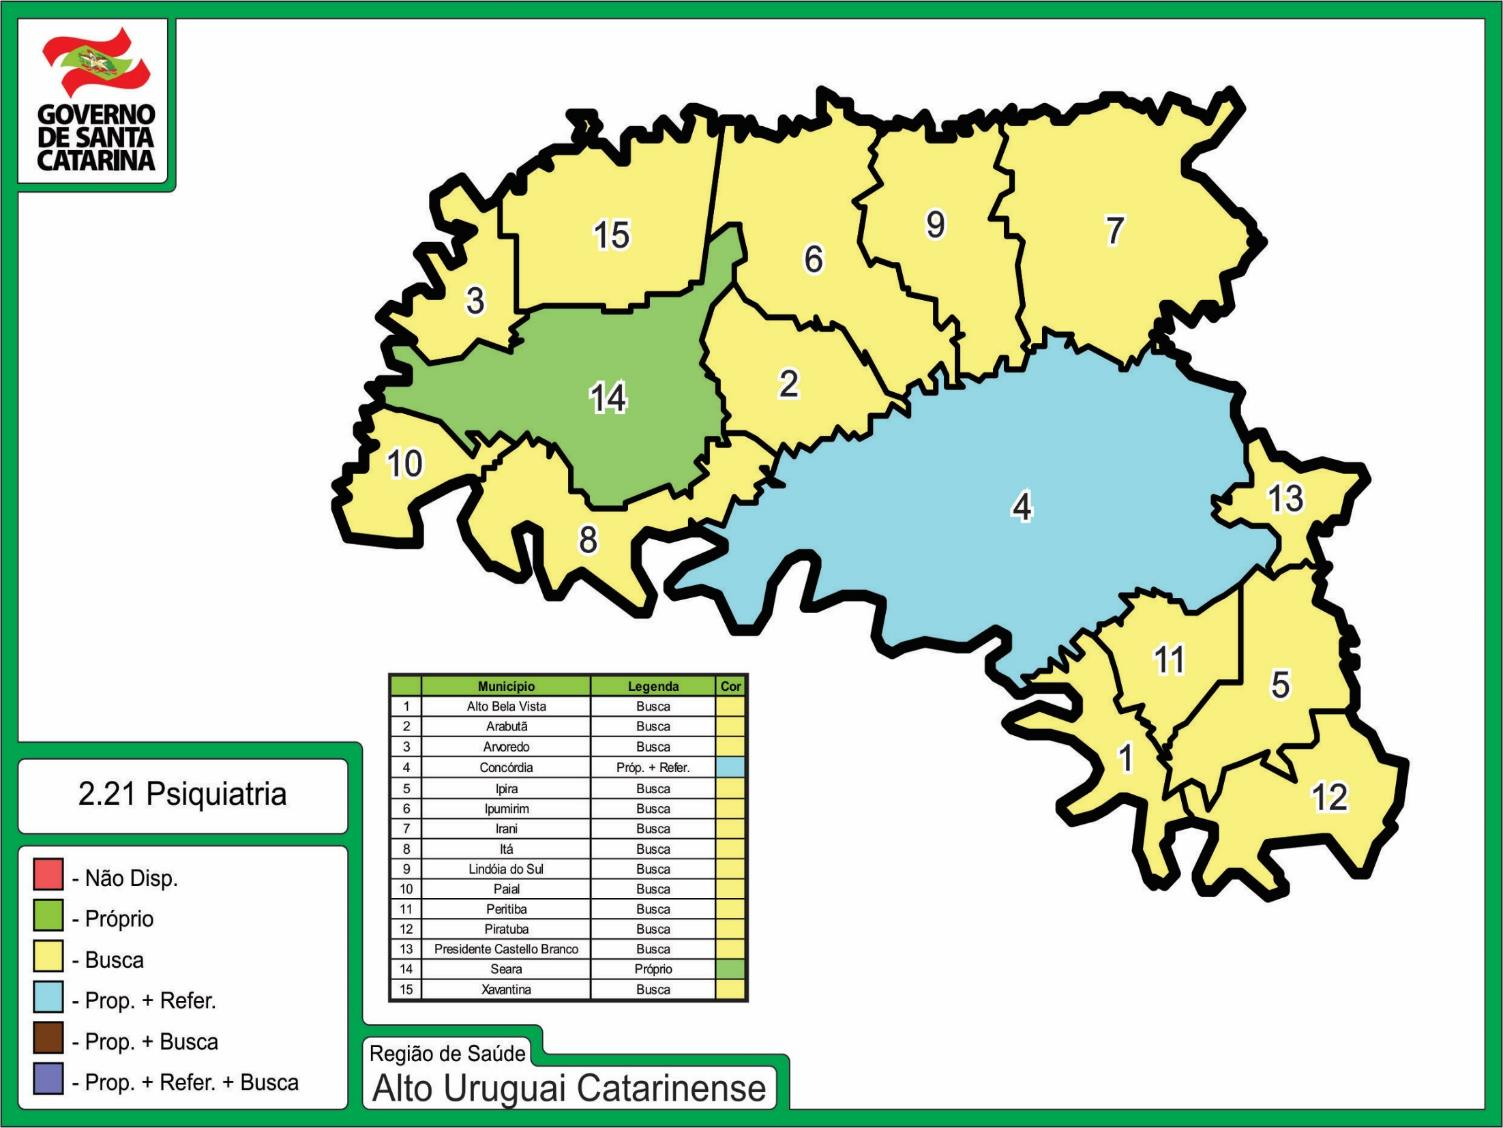 GOVERNO
DE SANTA
CATARINA
15
9
7
6
3
2
14
10
13
4
8
11
5
1
12
Município Legenda Cor
1 Alto Bela Vista Busca
2 Arabutã Busca
3 Arvoredo Busca
4 Concórdia Próp. + Refer.
5 Ipira Busca
6 Ipumirim Busca
7 Irani Busca
8 Itá Busca
9 Lindóia do Sul Busca
10 Paial Busca
11 Peritiba Busca
12 Piratuba Busca
13 Presidente Castello Branco Busca
14 Seara Próprio
15 Xavantina Busca
2.21 Psiquiatria
- Não Disp.
- Próprio
- Busca
- Prop. + Refer.
- Prop. + Busca
- Prop. + Refer. + Busca
Região de Saúde
Alto Uruguai Catarinense